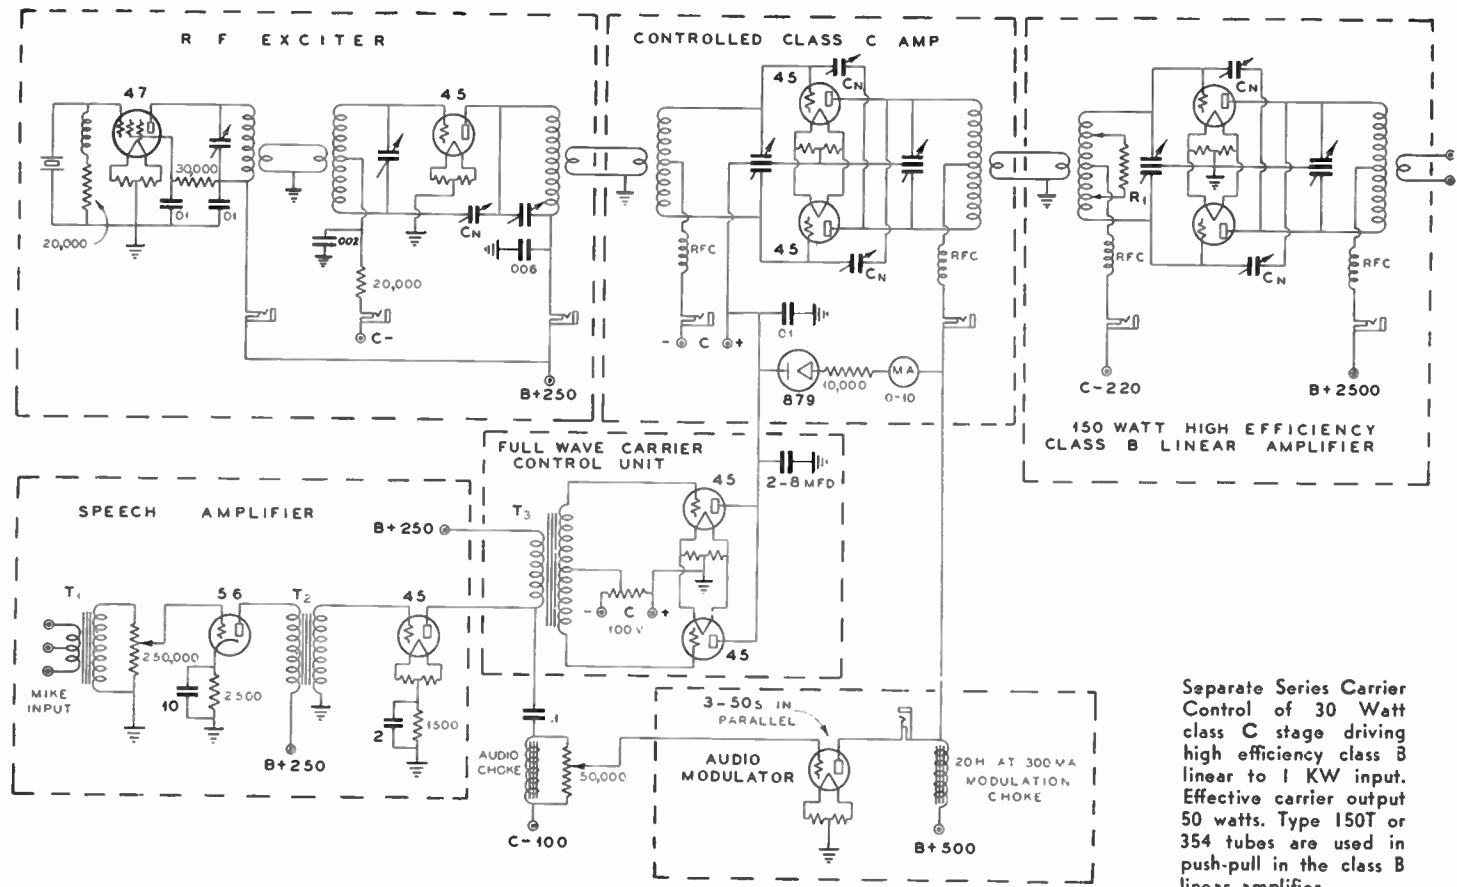 R F EXCITER
47
45
30,000
01
01
20,000
.002
CN
006
20,000
C-
B+250
CONTROLLED CLASS C AMP
45
CN
45
CN
RFC
RFC
- C +
01
879
10,000
MA
0-10
CN
R1
CN
RFC
RFC
C-220
B+2500
150 WATT HIGH EFFICIENCY
CLASS B LINEAR AMPLIFIER
FULL WAVE CARRIER
CONTROL UNIT
45
2-8 MFD
T3
B+250
- C +
100 V
45
SPEECH AMPLIFIER
T1
56
T2
45
250,000
2500
10
MIKE
INPUT
2
1500
B+250
.1
AUDIO
CHOKE
50,000
C-100
3-50s IN
PARALLEL
AUDIO
MODULATOR
20H AT 300 MA
MODULATION
CHOKE
B+500
Separate Series Carrier
Control of 30 Watt
class C stage driving
high efficiency class B
linear to 1 KW input.
Effective carrier output
50 watts. Type 150T or
354 tubes are used in
push-pull in the class B
linear amplifier